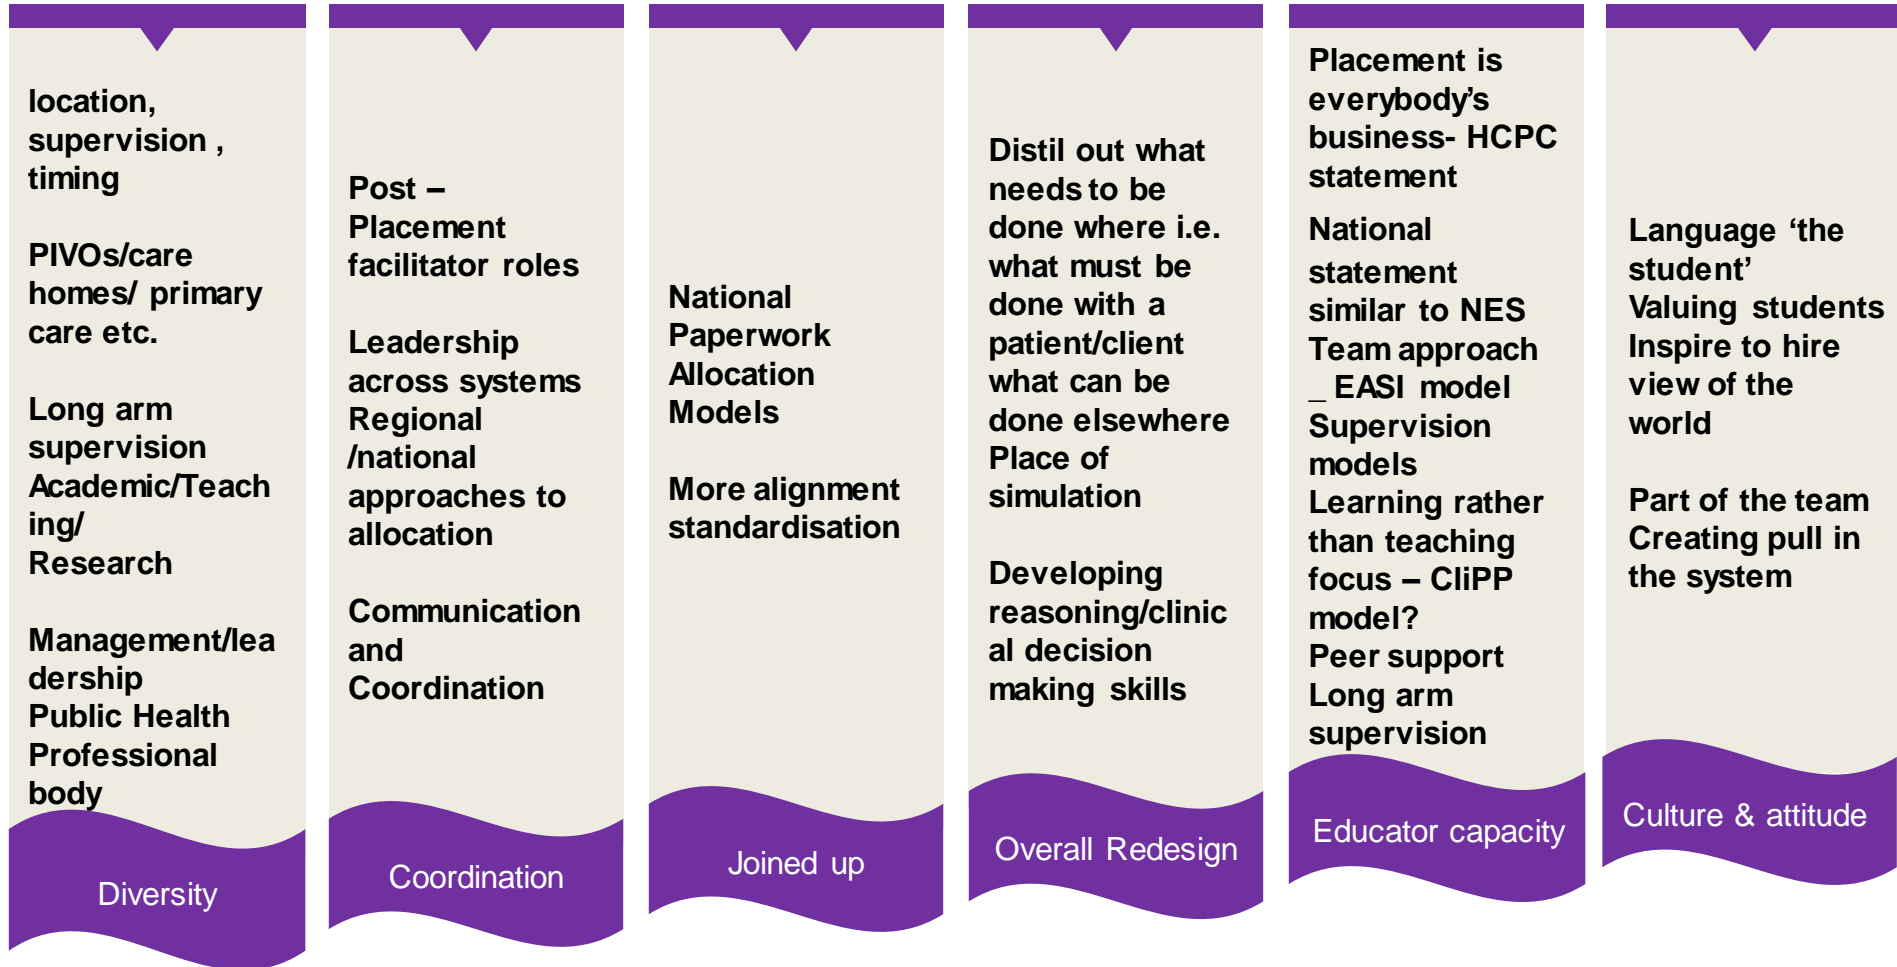 location,
supervision ,
timing
PIVOs/care
homes/ primary
care etc.
Long arm
supervision
Academic/Teach
ing/
Research
Management/lea
dership
Public Health
Professional
body
Diversity
Post –
Placement
facilitator roles
Leadership
across systems
Regional
/national
approaches to
allocation
Communication
and
Coordination
Coordination
National
Paperwork
Allocation
Models
More alignment
standardisation
Joined up
Distil out what
needs to be
done where i.e.
what must be
done with a
patient/client
what can be
done elsewhere
Place of
simulation
Developing
reasoning/clinic
al decision
making skills
Overall Redesign
Placement is
everybody’s
business- HCPC
statement
National
statement
similar to NES
Team approach
_ EASI model
Supervision
models
Learning rather
than teaching
focus – CliPP
model?
Peer support
Long arm
supervision
Educator capacity
Language ‘the
student’
Valuing students
Inspire to hire
view of the
world
Part of the team
Creating pull in
the system
Culture & attitude